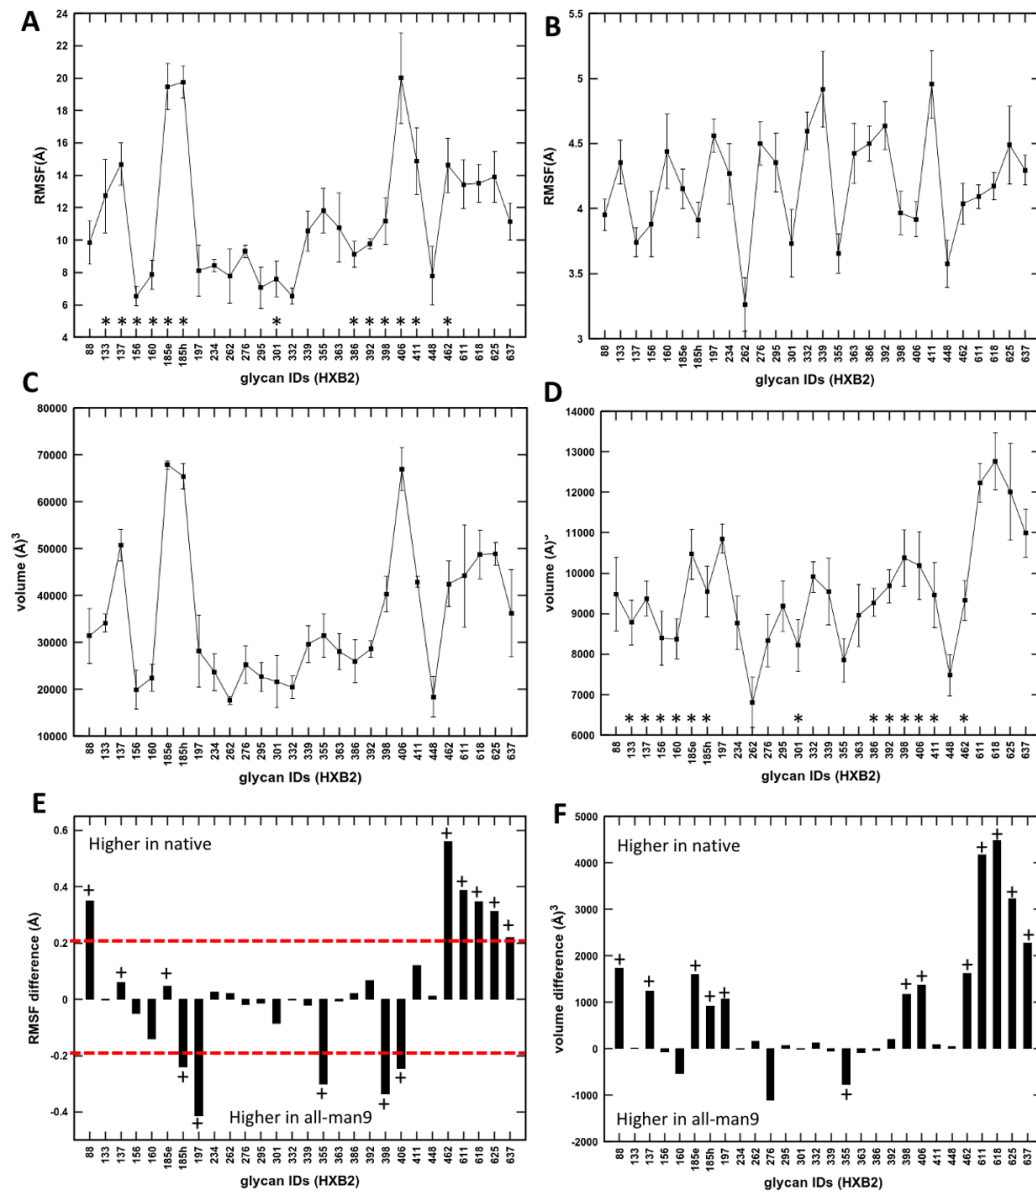 A
24
22
20
18
16
14
12
10
8
6
4
RMSF(Å)
* * * * * * * * * * * * *
88 133 137 156 160 185e 185h 197 234 262 276 295 301 332 339 355 363 386 392 398 406 411 448 462 611 618 625 637
glycan IDs (HXB2)
B
5.5
5
4.5
4
3.5
3
RMSF(Å)
88 133 137 156 160 185e 185h 197 234 262 276 295 301 332 339 355 363 386 392 398 406 411 448 462 611 618 625 637
glycan IDs (HXB2)
C
80000
70000
60000
50000
40000
30000
20000
10000
volume (Å)³
88 133 137 156 160 185e 185h 197 234 262 276 295 301 332 339 355 363 386 392 398 406 411 448 462 611 618 625 637
glycan IDs (HXB2)
D
14000
13000
12000
11000
10000
9000
8000
7000
6000
volume (Å)
* * * * * * * * * * * * *
88 133 137 156 160 185e 185h 197 234 262 276 295 301 332 339 355 363 386 392 398 406 411 448 462 611 618 625 637
glycan IDs (HXB2)
E
0.6
0.4
0.2
0
-0.2
-0.4
RMSF difference (Å)
Higher in native
+ + + + + + + + + + + + +
Higher in all-man9
88 133 137 156 160 185e 185h 197 234 262 276 295 301 332 339 355 363 386 392 398 406 411 448 462 611 618 625 637
glycan IDs (HXB2)
F
5000
4000
3000
2000
1000
0
-1000
-2000
volume difference (Å)³
Higher in native
+ + + + + + + + + + + + +
Higher in all-man9
88 133 137 156 160 185e 185h 197 234 262 276 295 301 332 339 355 363 386 392 398 406 411 448 462 611 618 625 637
glycan IDs (HXB2)